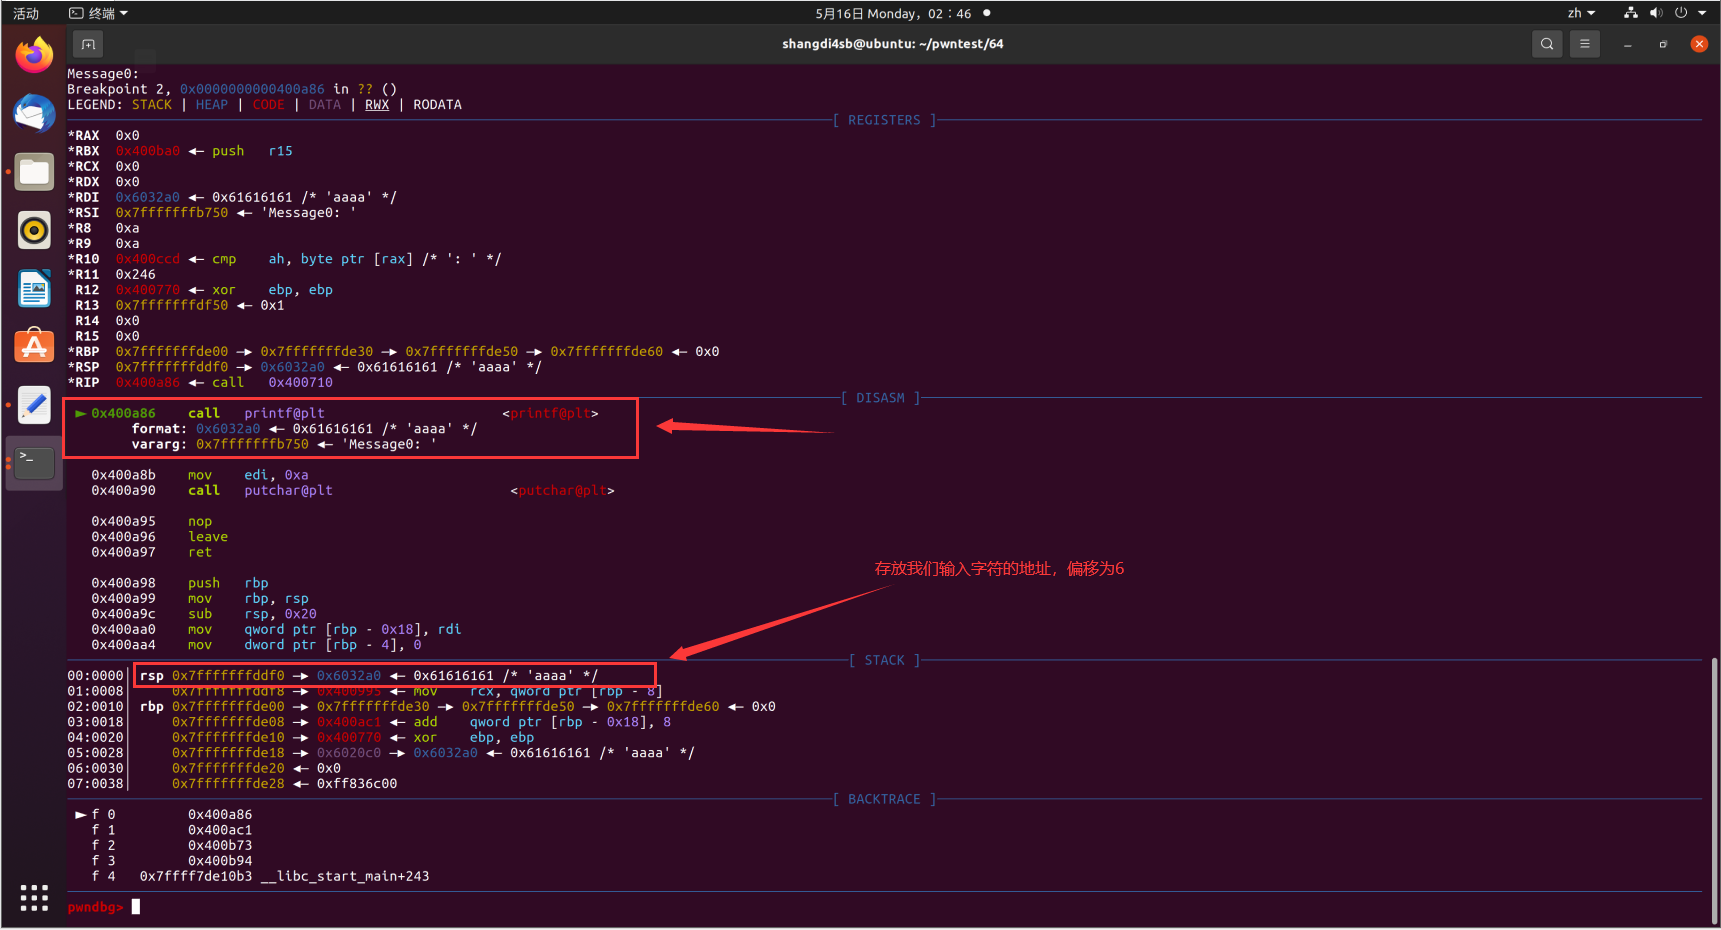 活动 终端 5月16日 Monday, 02:46 zh
shangdi4sb@ubuntu: ~/pwntest/64
Message0:
Breakpoint 2, 0x0000000000400a86 in ?? ()
LEGEND: STACK | HEAP | CODE | DATA | RWX | RODATA
[ REGISTERS ]
*RAX 0x0
*RBX 0x400ba0 ◂— push r15
*RCX 0x0
*RDX 0x0
*RDI 0x6032a0 ◂— 0x61616161 /* 'aaaa' */
*RSI 0x7fffffffb750 ◂— 'Message0: '
*R8 0xa
*R9 0xa
*R10 0x400ccd ◂— cmp ah, byte ptr [rax] /* ': ' */
*R11 0x246
R12 0x400770 ◂— xor ebp, ebp
R13 0x7fffffffdf50 ◂— 0x1
R14 0x0
R15 0x0
*RBP 0x7fffffffde00 —▸ 0x7fffffffde30 —▸ 0x7fffffffde50 —▸ 0x7fffffffde60 ◂— 0x0
*RSP 0x7fffffffddf0 —▸ 0x6032a0 ◂— 0x61616161 /* 'aaaa' */
*RIP 0x400a86 ◂— call 0x400710
[ DISASM ]
► 0x400a86 call printf@plt <printf@plt>
format: 0x6032a0 ◂— 0x61616161 /* 'aaaa' */
vararg: 0x7fffffffb750 ◂— 'Message0: '
0x400a8b mov edi, 0xa
0x400a90 call putchar@plt <putchar@plt>
0x400a95 nop
0x400a96 leave
0x400a97 ret
存放我们输入字符的地址，偏移为6
0x400a98 push rbp
0x400a99 mov rbp, rsp
0x400a9c sub rsp, 0x20
0x400aa0 mov qword ptr [rbp - 0x18], rdi
0x400aa4 mov dword ptr [rbp - 4], 0
[ STACK ]
00:0000│ rsp 0x7fffffffddf0 —▸ 0x6032a0 ◂— 0x61616161 /* 'aaaa' */
01:0008│ 0x7fffffffddf8 —▸ 0x400995 ◂— mov rcx, qword ptr [rbp - 8]
02:0010│ rbp 0x7fffffffde00 —▸ 0x7fffffffde30 —▸ 0x7fffffffde50 —▸ 0x7fffffffde60 ◂— 0x0
03:0018│ 0x7fffffffde08 —▸ 0x400ac1 ◂— add qword ptr [rbp - 0x18], 8
04:0020│ 0x7fffffffde10 —▸ 0x400770 ◂— xor ebp, ebp
05:0028│ 0x7fffffffde18 —▸ 0x6020c0 —▸ 0x6032a0 ◂— 0x61616161 /* 'aaaa' */
06:0030│ 0x7fffffffde20 ◂— 0x0
07:0038│ 0x7fffffffde28 ◂— 0xff836c00
[ BACKTRACE ]
► f 0 0x400a86
f 1 0x400ac1
f 2 0x400b73
f 3 0x400b94
f 4 0x7ffff7de10b3 __libc_start_main+243
pwndbg>